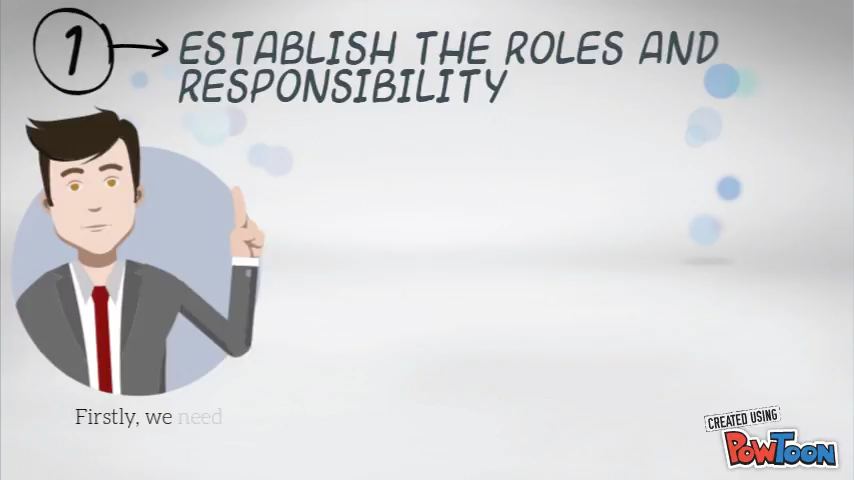 1
ESTABLISH THE ROLES AND
RESPONSIBILITY
Firstly, we need
CREATED USING
POWTOON